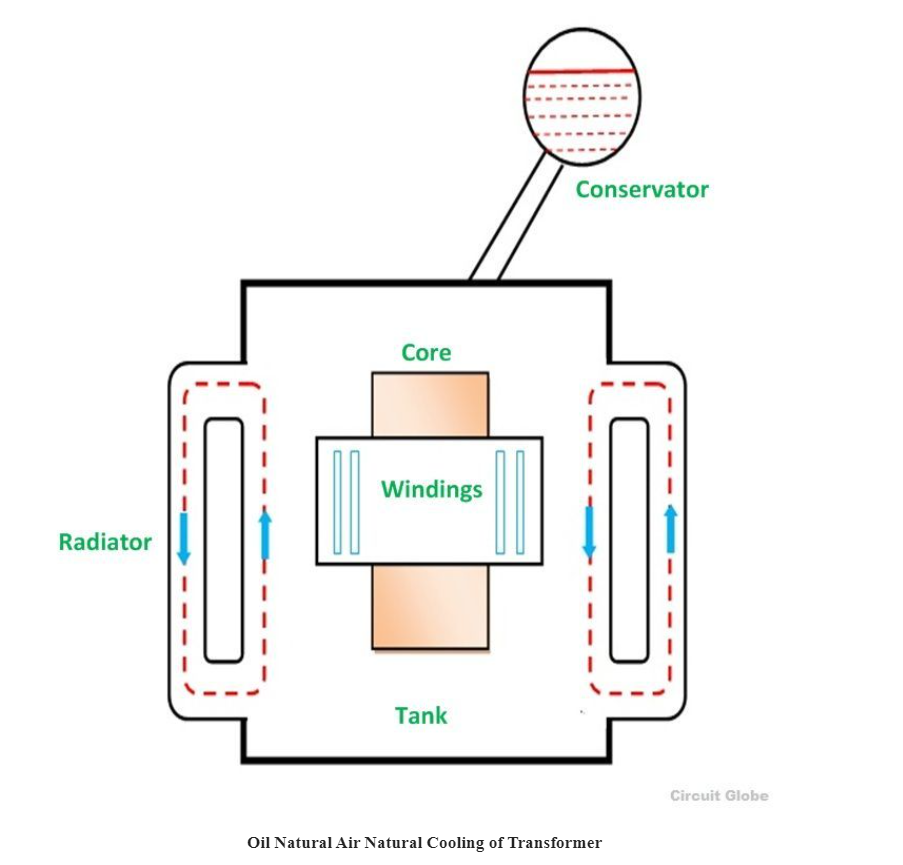 Conservator
Core
Windings
Radiator
Tank
Circuit Globe
Oil Natural Air Natural Cooling of Transformer